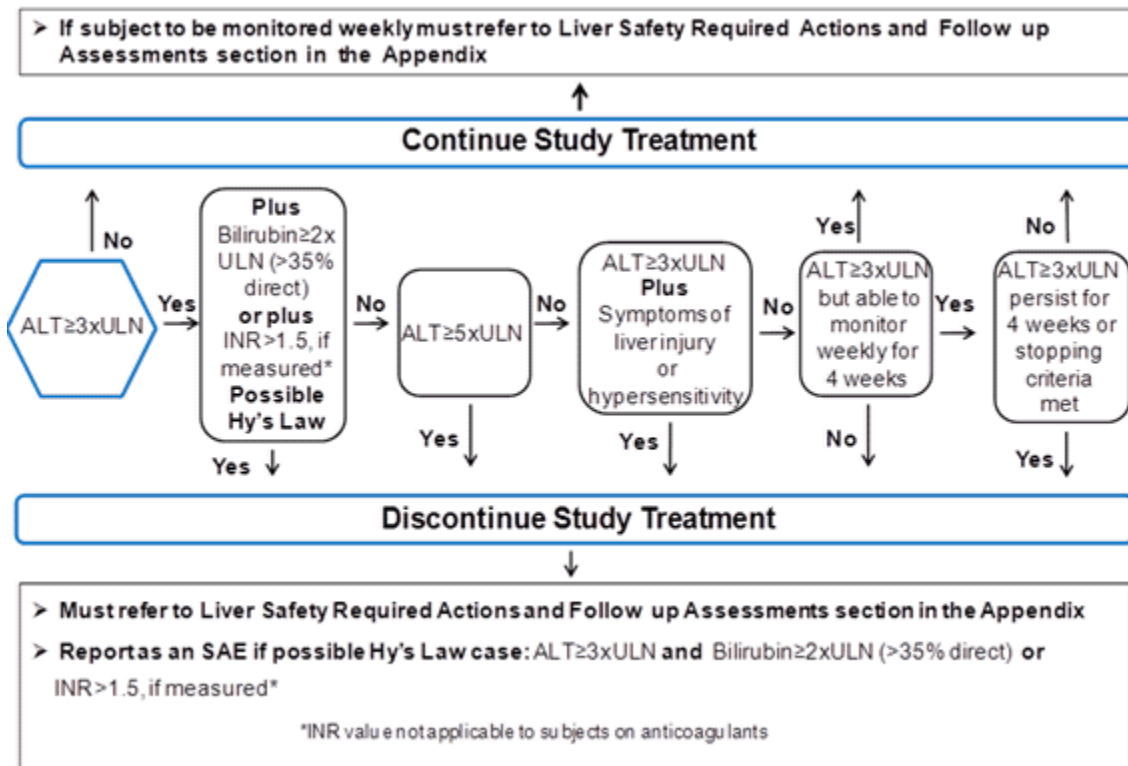 ➢ If subject to be monitored weekly must refer to Liver Safety Required Actions and Follow up
Assessments section in the Appendix
Continue Study Treatment
No
ALT≥3xULN
Yes
Plus
Bilirubin≥2x
ULN (>35%
direct)
or plus
INR>1.5, if
measured*
Possible
Hy's Law
Yes
No
ALT≥5xULN
Yes
No
ALT≥3xULN
Plus
Symptoms of
liver injury
or
hypersensitivity
Yes
No
Yes
ALT≥3xULN
but able to
monitor
weekly for
4 weeks
No
Yes
No
ALT≥3xULN
persist for
4 weeks or
stopping
criteria
met
Yes
Discontinue Study Treatment
➢ Must refer to Liver Safety Required Actions and Follow up Assessments section in the Appendix
➢ Report as an SAE if possible Hy's Law case: ALT≥3xULN and Bilirubin≥2xULN (>35% direct) or
INR>1.5, if measured*
*INR value not applicable to subjects on anticoagulants